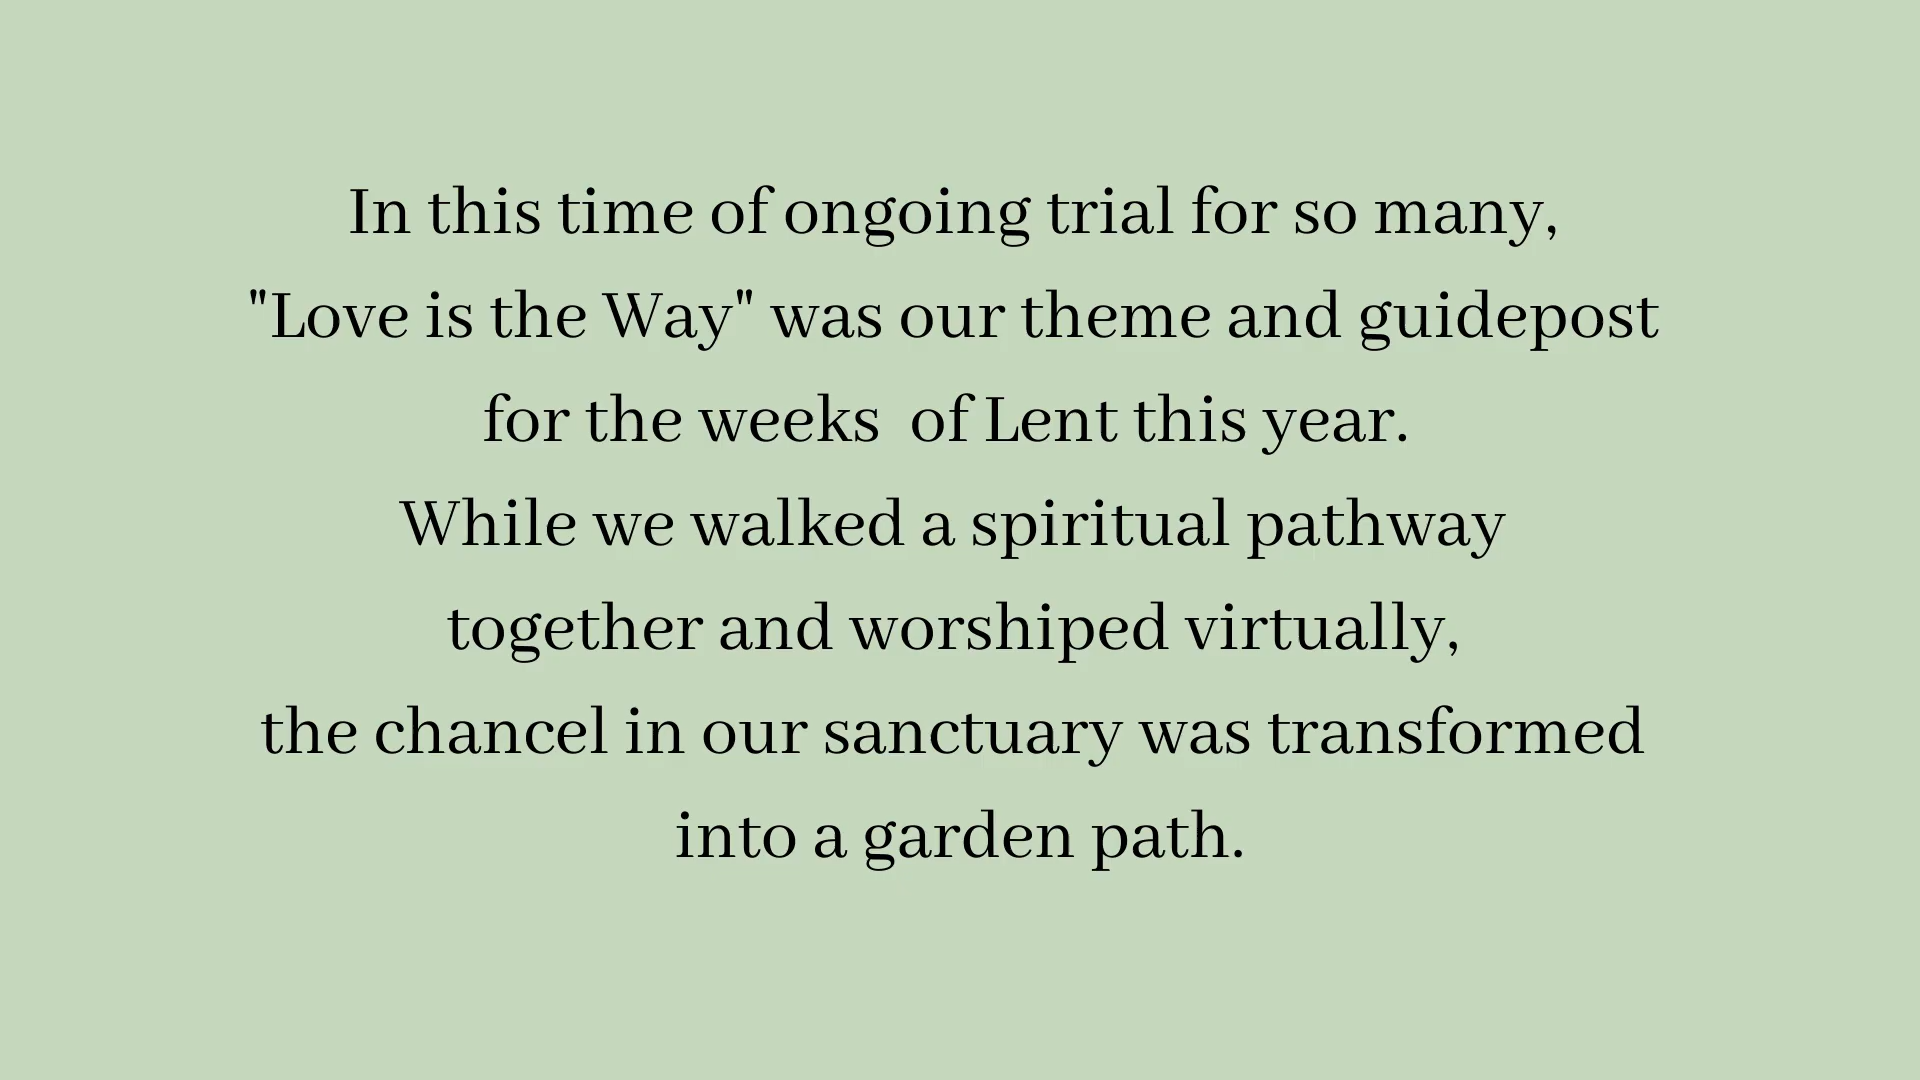 In this time of ongoing trial for so many,
"Love is the Way" was our theme and guidepost
for the weeks  of Lent this year.
While we walked a spiritual pathway
together and worshiped virtually,
the chancel in our sanctuary was transformed
into a garden path.